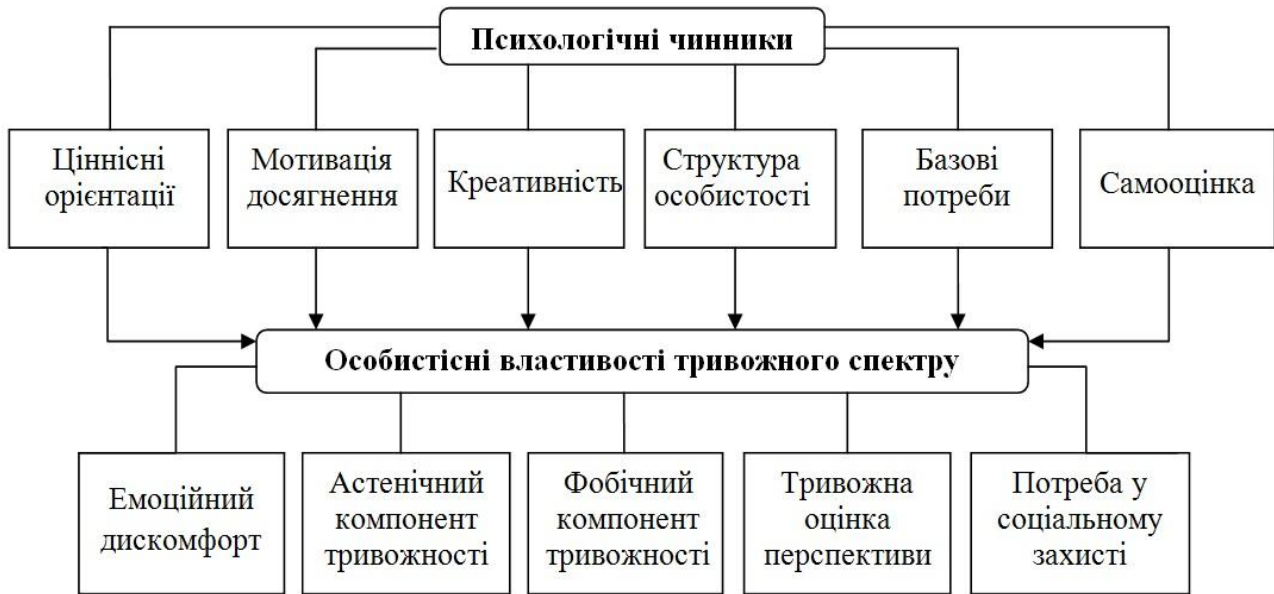 Психологічні чинники
Ціннісні
орієнтації
Мотивація
досягнення
Креативність
Структура
особистості
Базові
потреби
Самооцінка
Особистісні властивості тривожного спектру
Емоційний
дискомфорт
Астенічний
компонент
тривожності
Фобічний
компонент
тривожності
Тривожна
оцінка
перспективи
Потреба у
соціальному
захисті